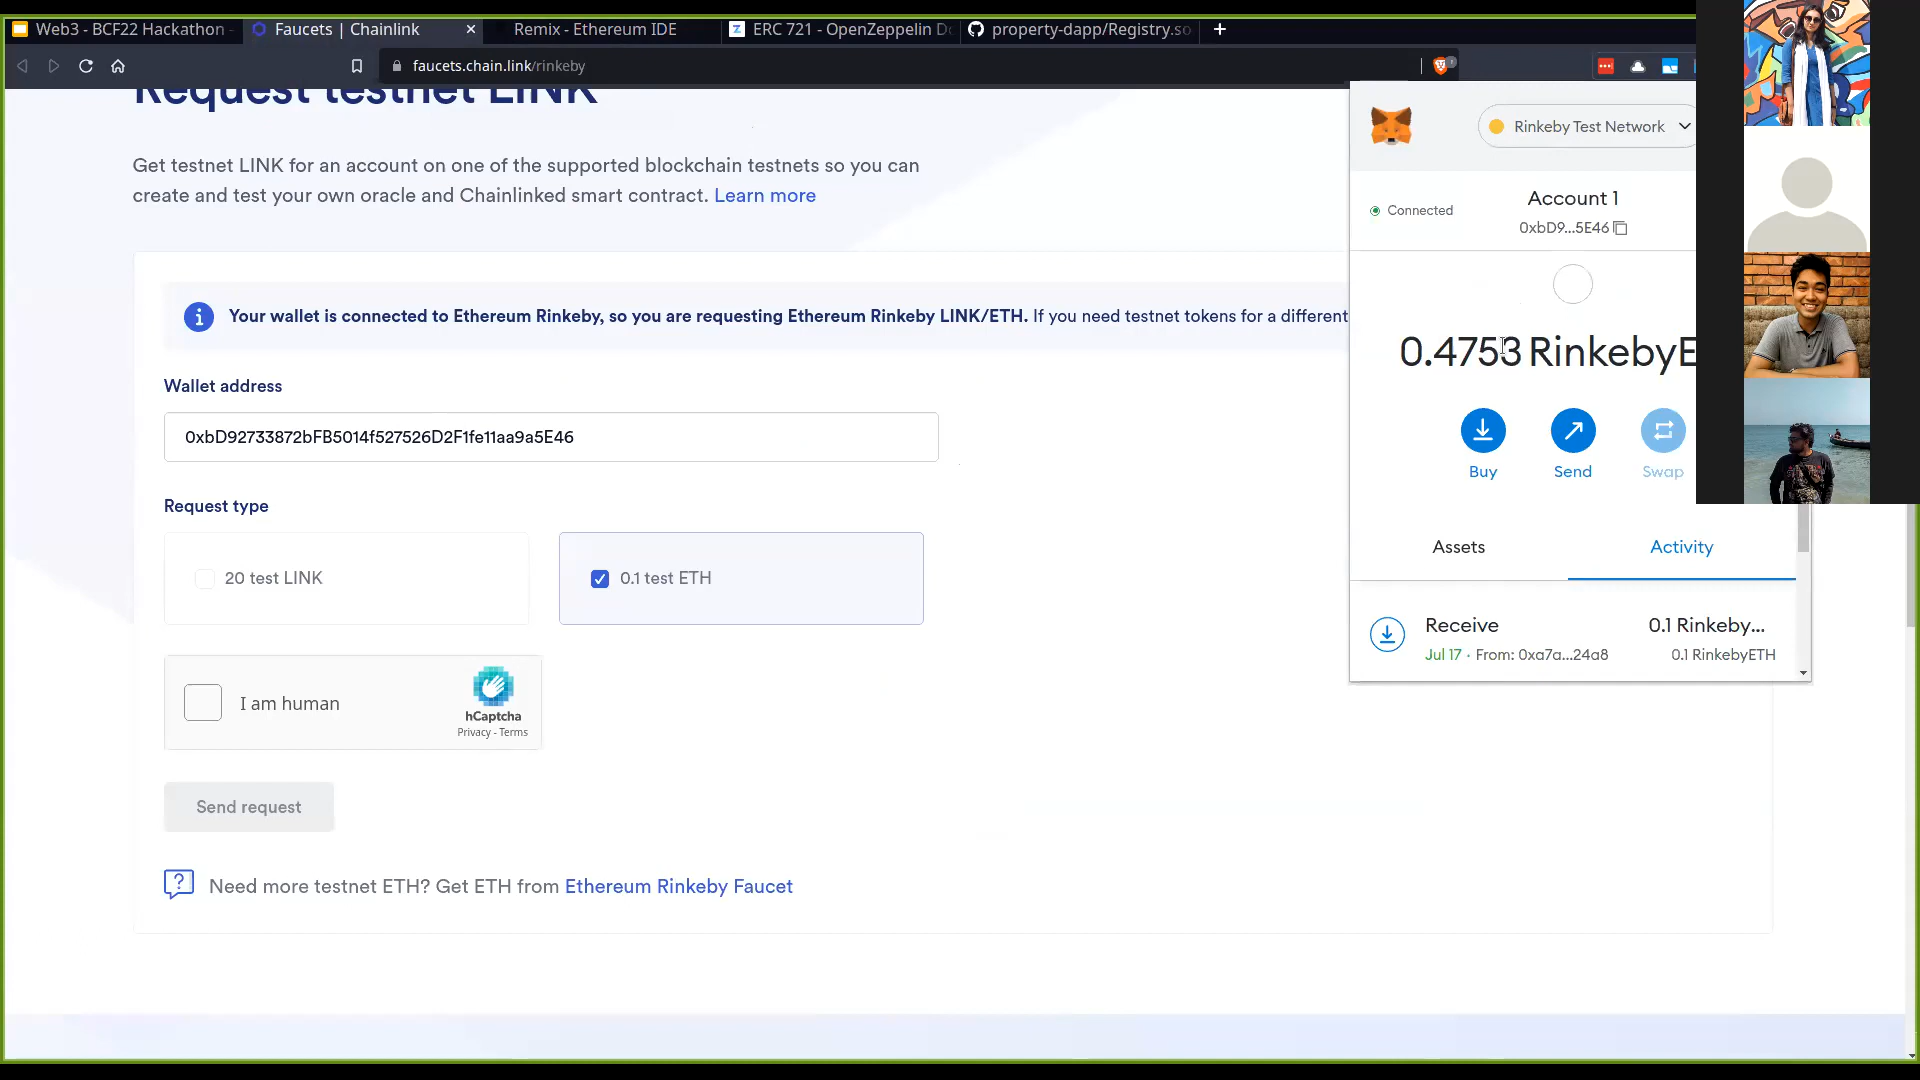 Web3 - BCF22 Hackathon -
Faucets | Chainlink
Remix - Ethereum IDE
ERC 721 - OpenZeppelin Do
property-dapp/Registry.so
faucets.chain.link/rinkeby
Request testnet LINK
Get testnet LINK for an account on one of the supported blockchain testnets so you can
create and test your own oracle and Chainlinked smart contract. Learn more
Your wallet is connected to Ethereum Rinkeby, so you are requesting Ethereum Rinkeby LINK/ETH. If you need testnet tokens for a different
Wallet address
0xbD92733872bFB5014f527526D2F1fe11aa9a5E46
Request type
20 test LINK
0.1 test ETH
I am human
hCaptcha
Privacy - Terms
Send request
Need more testnet ETH? Get ETH from Ethereum Rinkeby Faucet
Rinkeby Test Network
Connected
Account 1
0xbD9...5E46
0.4753 RinkebyE
Buy
Send
Swap
Assets
Activity
Receive
0.1 Rinkeby...
Jul 17 · From: 0xa7a...24a8
0.1 RinkebyETH